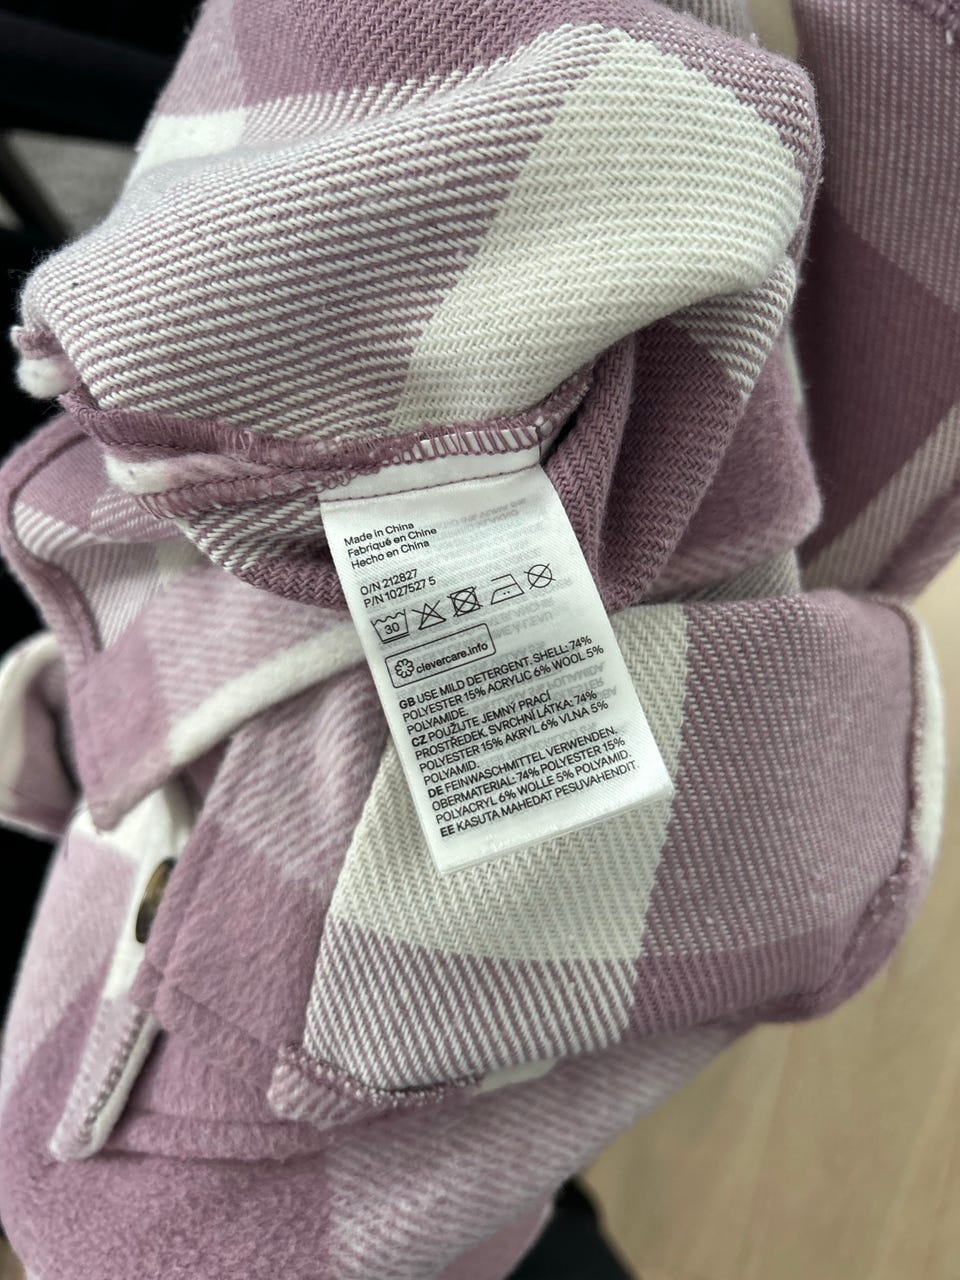 Made in China
Fabriqué en Chine
Hecho en China
O/N 212827
P/N 1027527 5
30
clevercare.info
GB USE MILD DETERGENT. SHELL: 74%
POLYESTER 15% ACRYLIC 6% WOOL 5%
POLYAMIDE.
CZ POUŽIJTE JEMNÝ PRACÍ
PROSTŘEDEK. SVRCHNÍ LÁTKA: 74%
POLYESTER 15% AKRYL 6% VLNA 5%
POLYAMID.
DE FEINWASCHMITTEL VERWENDEN.
OBERMATERIAL: 74% POLYESTER 15%
POLYACRYL 6% WOLLE 5% POLYAMID.
EE KASUTA MAHEDAT PESUVAHENDIT.